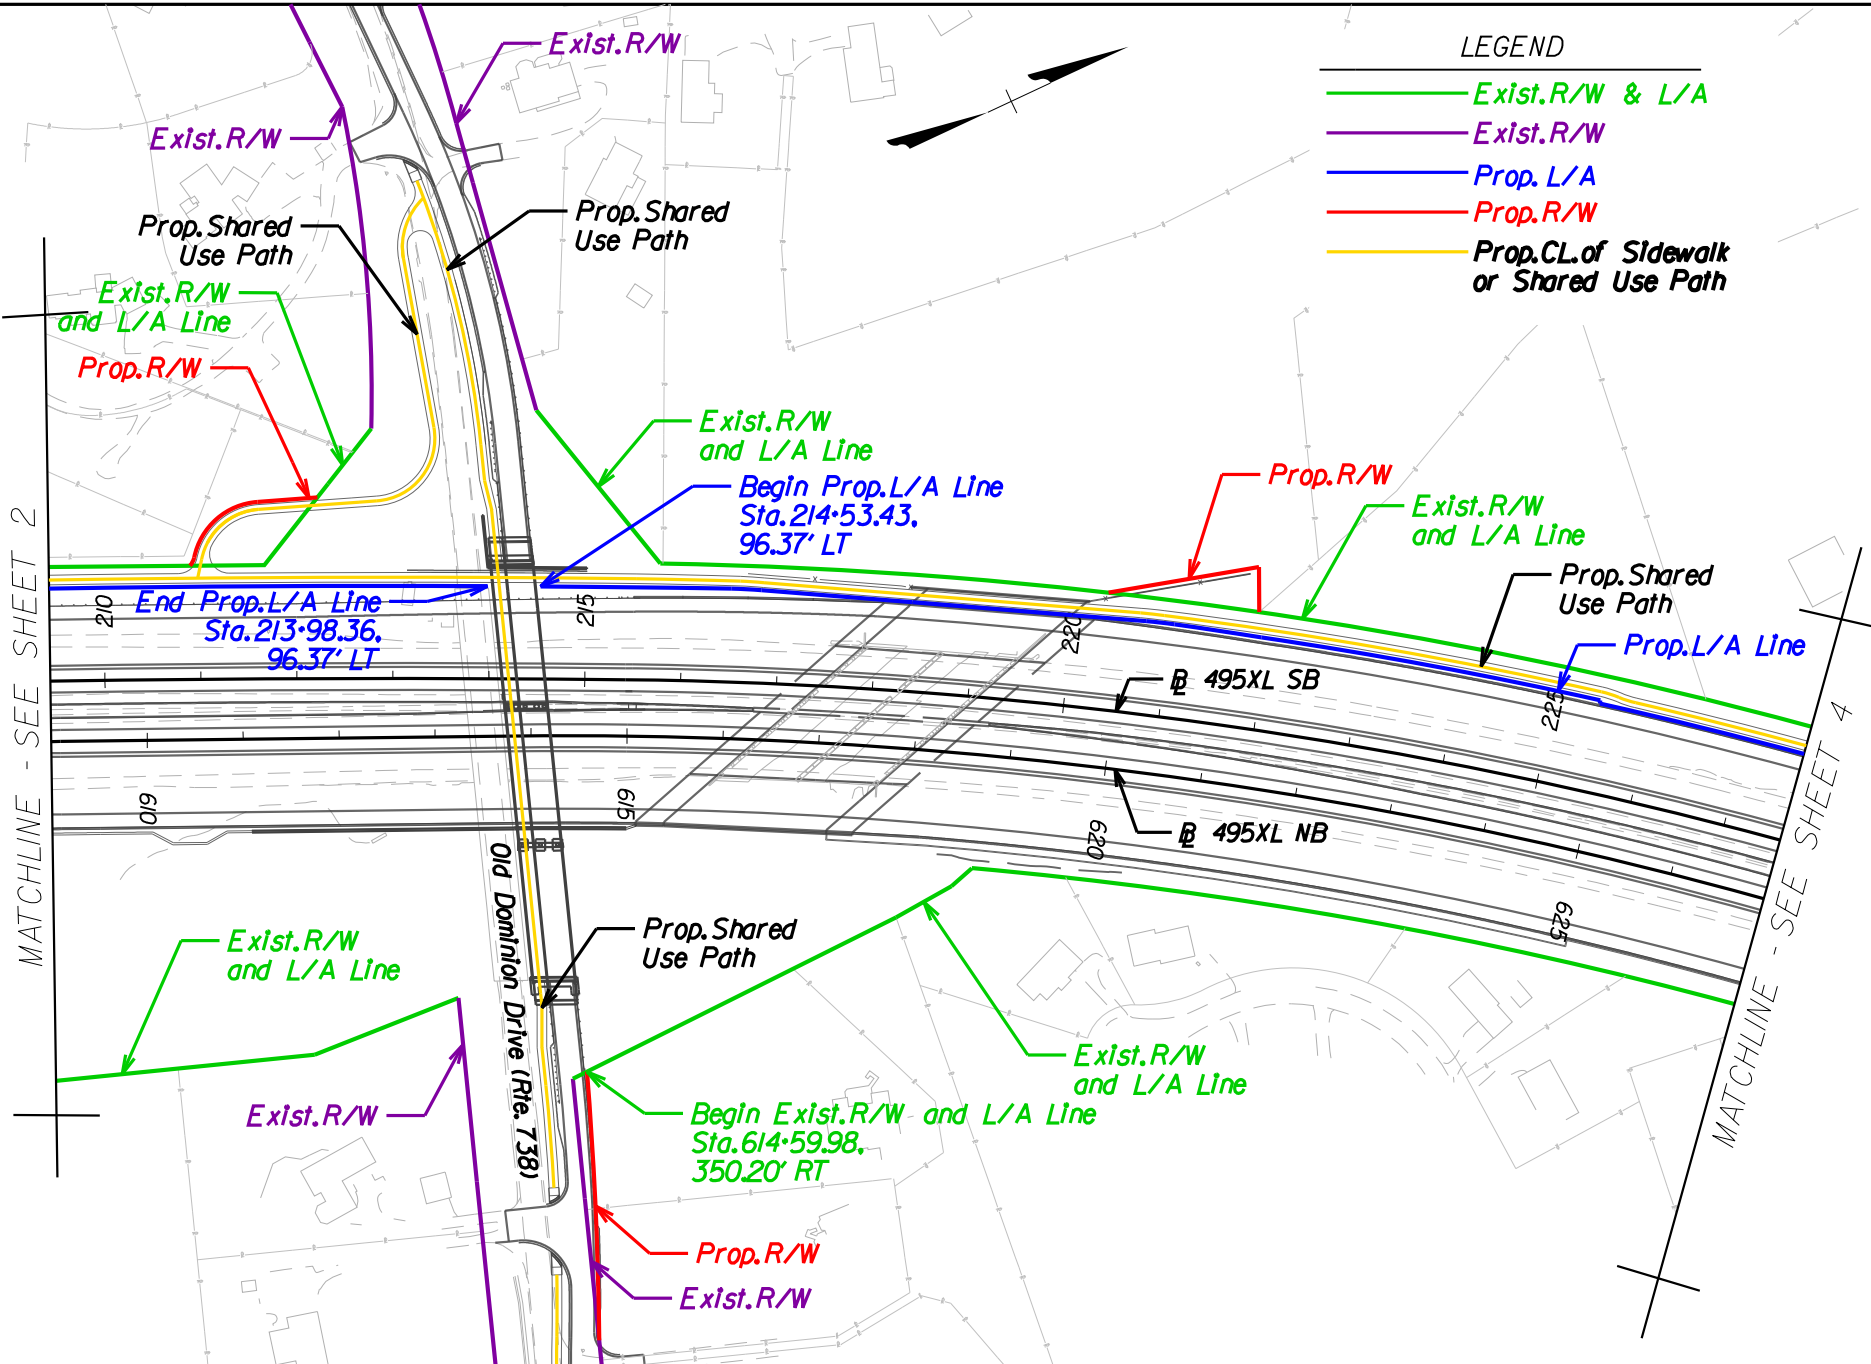 LEGEND
Exist. R/W & L/A
Exist. R/W
Prop. L/A
Prop. R/W
Prop. CL. of Sidewalk
or Shared Use Path
Exist. R/W
Exist. R/W
Prop. Shared
Use Path
Prop. Shared
Use Path
Exist. R/W
and L/A Line
Prop. R/W
Exist. R/W
and L/A Line
Begin Prop. L/A Line
Sta. 214+53.43,
96.37' LT
Prop. R/W
Exist. R/W
and L/A Line
Prop. Shared
Use Path
Prop. L/A Line
End Prop. L/A Line
Sta. 213+98.36,
96.37' LT
210
215
220
225
BL 495XL SB
BL 495XL NB
610
615
620
625
MATCHLINE - SEE SHEET 2
MATCHLINE - SEE SHEET 4
Old Dominion Drive (Rte. 738)
Prop. Shared
Use Path
Exist. R/W
and L/A Line
Exist. R/W
and L/A Line
Exist. R/W
Begin Exist. R/W and L/A Line
Sta. 614+59.98,
350.20' RT
Prop. R/W
Exist. R/W